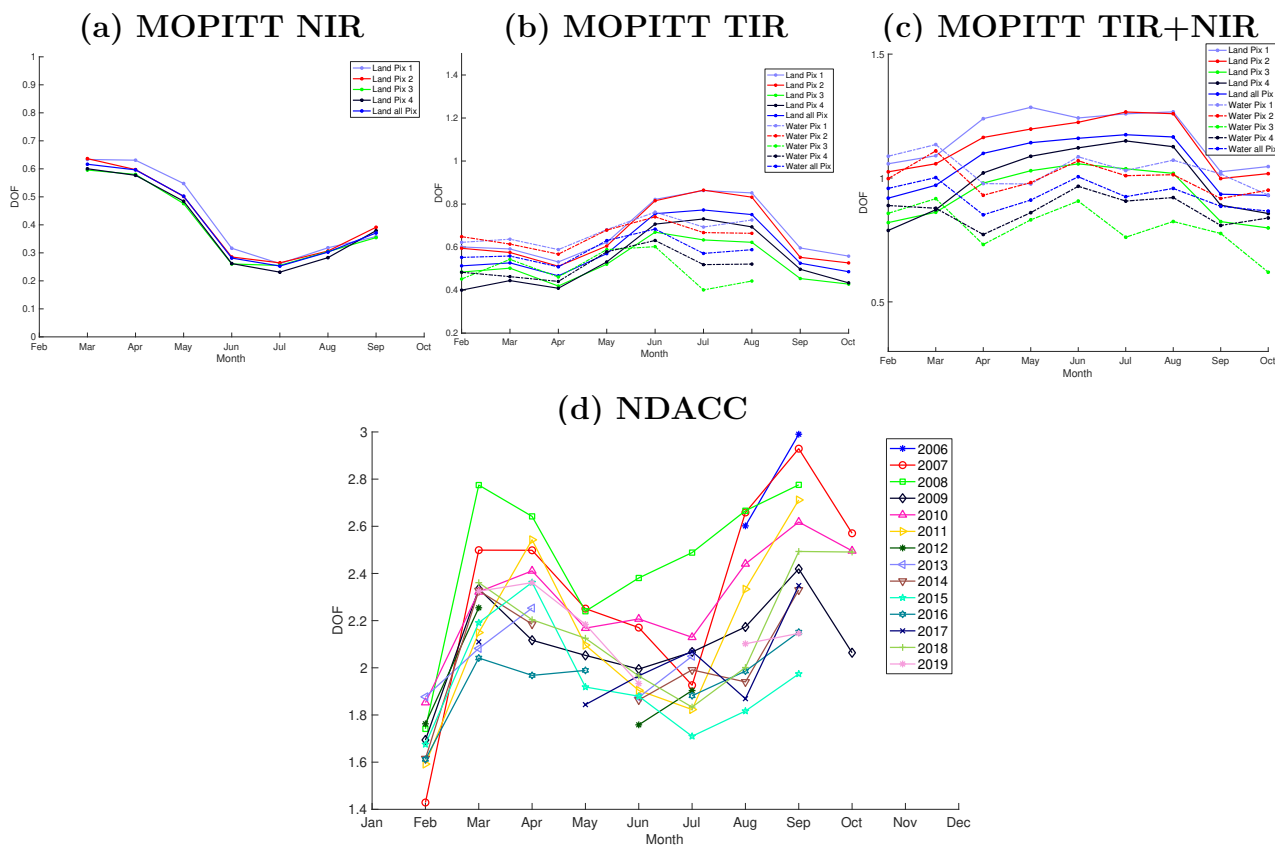 (a) MOPITT NIR
1
0.9
0.8
0.7
0.6
0.5
0.4
0.3
0.2
0.1
0
DOF
Feb Mar Apr May Jun Jul Aug Sep Oct
Month
Land Pix 1
Land Pix 2
Land Pix 3
Land Pix 4
Land all Pix
(b) MOPITT TIR
1.4
1.2
1
0.8
0.6
0.4
0.2
DOF
Feb Mar Apr May Jun Jul Aug Sep Oct
Month
Land Pix 1
Land Pix 2
Land Pix 3
Land Pix 4
Land all Pix
Water Pix 1
Water Pix 2
Water Pix 3
Water Pix 4
Water all Pix
(c) MOPITT TIR+NIR
1.5
1
0.5
DOF
Feb Mar Apr May Jun Jul Aug Sep Oct
Month
Land Pix 1
Land Pix 2
Land Pix 3
Land Pix 4
Land all Pix
Water Pix 1
Water Pix 2
Water Pix 3
Water Pix 4
Water all Pix
(d) NDACC
3
2.8
2.6
2.4
2.2
2
1.8
1.6
1.4
DOF
Jan Feb Mar Apr May Jun Jul Aug Sep Oct Nov Dec
Month
2006
2007
2008
2009
2010
2011
2012
2013
2014
2015
2016
2017
2018
2019